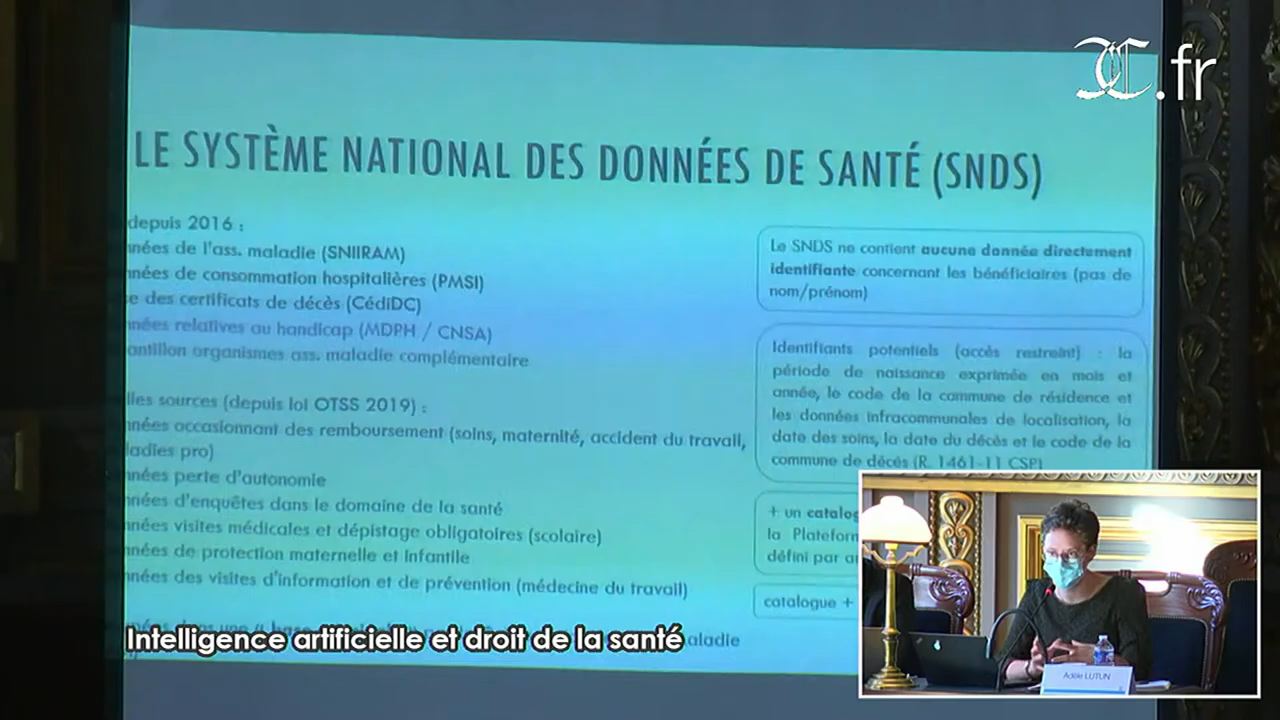 CC.fr
LE SYSTÈME NATIONAL DES DONNÉES DE SANTÉ (SNDS)
depuis 2016 :
nnées de l'ass. maladie (SNIIRAM)
nnées de consommation hospitalières (PMSI)
e des certificats de décès (CédiDC)
nnées relatives au handicap (MDPH / CNSA)
antillon organismes ass. maladie complémentaire
lles sources (depuis loi OTSS 2019) :
nnées occasionnant des remboursement (soins, maternité, accident du travail,
ladies pro)
nnées perte d'autonomie
nnées d'enquêtes dans le domaine de la santé
nnées visites médicales et dépistage obligatoires (scolaire)
nnées de protection maternelle et infantile
nnées des visites d'information et de prévention (médecine du travail)
aladie
Le SNDS ne contient aucune donnée directement
identifiante concernant les bénéficiaires (pas de
nom/prénom)
Identifiants potentiels (accès restreint) : la
période de naissance exprimée en mois et
année, le code de la commune de résidence et
les données infracommunales de localisation, la
date des soins, la date du décès et le code de la
commune de décès (R. 1461-11 CSP)
+ un catalog
la Plateforn
défini par a
catalogue +
Intelligence artificielle et droit de la santé
Adèle LUTUN